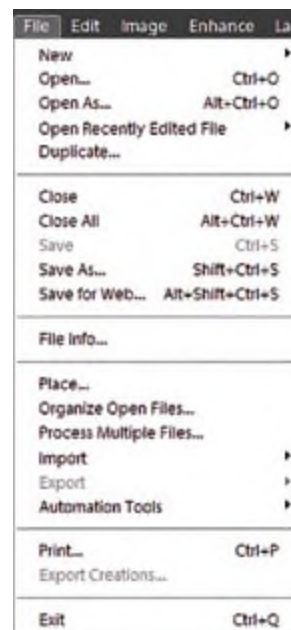 File Edit Image Enhance La
New
Open... Ctrl+O
Open As... Alt+Ctrl+O
Open Recently Edited File
Duplicate...
Close Ctrl+W
Close All Alt+Ctrl+W
Save Ctrl+S
Save As... Shift+Ctrl+S
Save for Web... Alt+Shift+Ctrl+S
File Info...
Place...
Organize Open Files...
Process Multiple Files...
Import
Export
Automation Tools
Print... Ctrl+P
Export Creations...
Exit Ctrl+Q